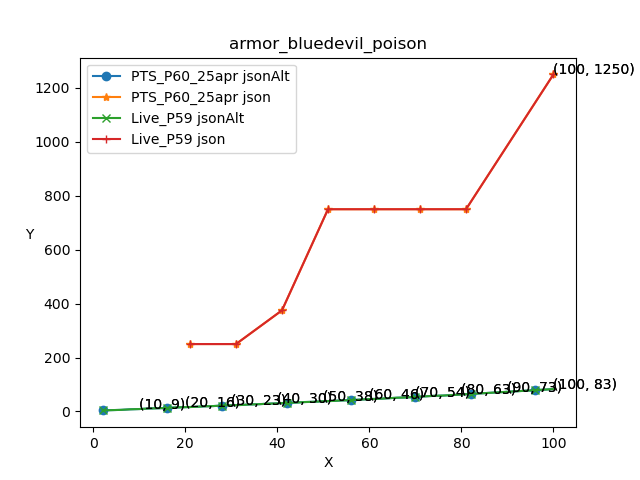 armor_bluedevil_poison
PTS_P60_25apr jsonAlt
PTS_P60_25apr json
Live_P59 jsonAlt
Live_P59 json
(100, 1250)
1200
1000
800
600
400
200
0
Y
(10, 9)
(20, 16)
(30, 23)
(40, 30)
(50, 38)
(60, 46)
(70, 54)
(80, 63)
(90, 73)
(100, 83)
0 20 40 60 80 100
X